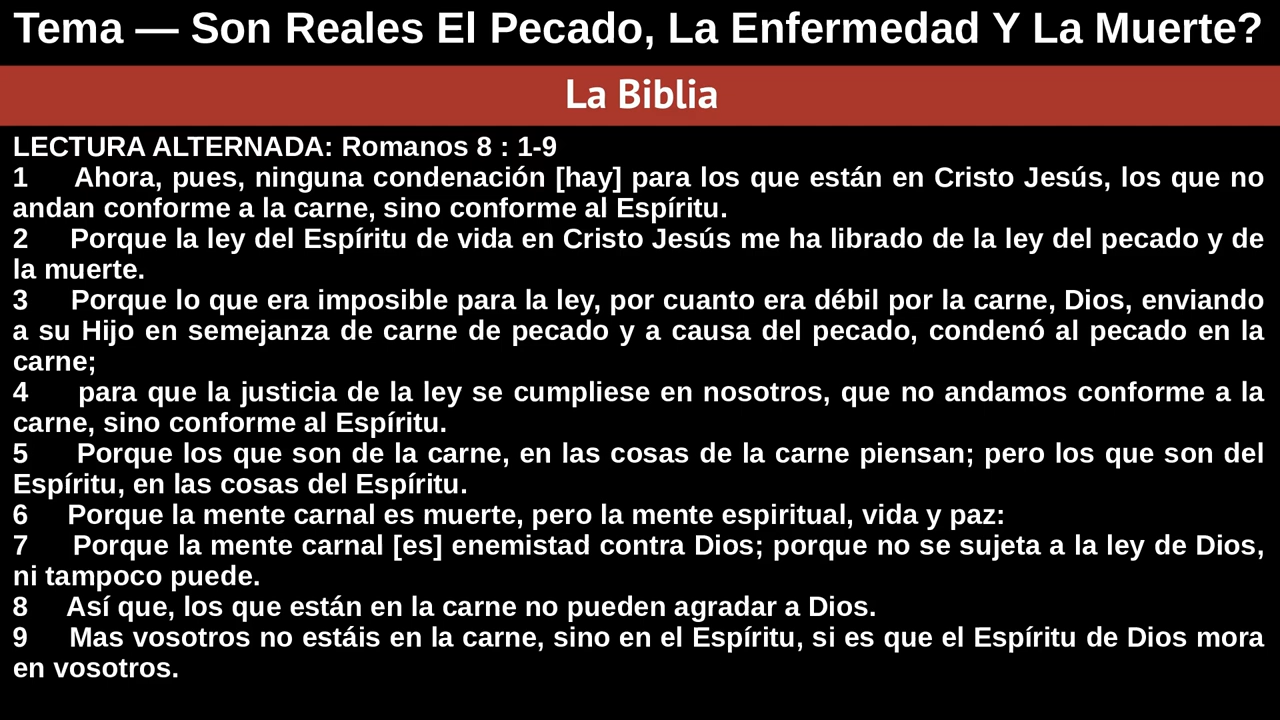 Tema — Son Reales El Pecado, La Enfermedad Y La Muerte?
La Biblia
LECTURA ALTERNADA: Romanos 8 : 1-9
1 Ahora, pues, ninguna condenación [hay] para los que están en Cristo Jesús, los que no
andan conforme a la carne, sino conforme al Espíritu.
2 Porque la ley del Espíritu de vida en Cristo Jesús me ha librado de la ley del pecado y de
la muerte.
3 Porque lo que era imposible para la ley, por cuanto era débil por la carne, Dios, enviando
a su Hijo en semejanza de carne de pecado y a causa del pecado, condenó al pecado en la
carne;
4 para que la justicia de la ley se cumpliese en nosotros, que no andamos conforme a la
carne, sino conforme al Espíritu.
5 Porque los que son de la carne, en las cosas de la carne piensan; pero los que son del
Espíritu, en las cosas del Espíritu.
6 Porque la mente carnal es muerte, pero la mente espiritual, vida y paz:
7 Porque la mente carnal [es] enemistad contra Dios; porque no se sujeta a la ley de Dios,
ni tampoco puede.
8 Así que, los que están en la carne no pueden agradar a Dios.
9 Mas vosotros no estáis en la carne, sino en el Espíritu, si es que el Espíritu de Dios mora
en vosotros.